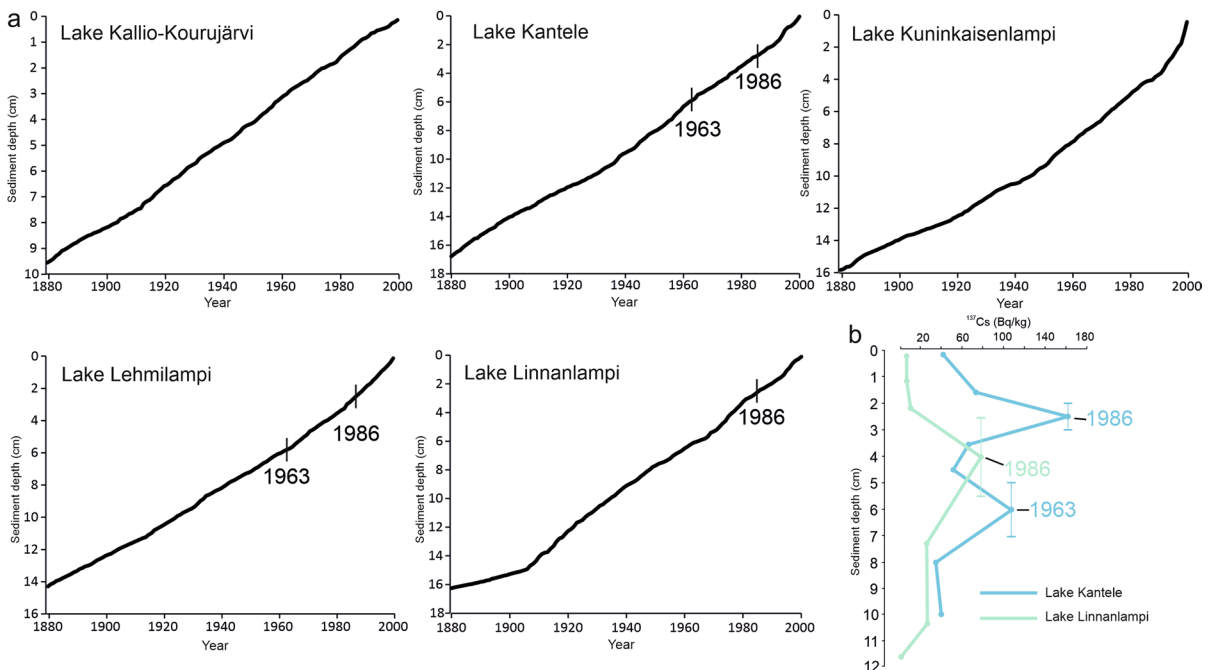 a
Lake Kallio-Kourujärvi
Sediment depth (cm)
0
1
2
3
4
5
6
7
8
9
10
1880 1900 1920 1940 1960 1980 2000
Year
Lake Kantele
Sediment depth (cm)
0
2
4
6
8
10
12
14
16
18
1986
1963
1880 1900 1920 1940 1960 1980 2000
Year
Lake Kuninkaisenlampi
Sediment depth (cm)
0
2
4
6
8
10
12
14
16
1880 1900 1920 1940 1960 1980 2000
Year
Lake Lehmilampi
Sediment depth (cm)
0
2
4
6
8
10
12
14
16
1986
1963
1880 1900 1920 1940 1960 1980 2000
Year
Lake Linnanlampi
Sediment depth (cm)
0
2
4
6
8
10
12
14
16
18
1986
1880 1900 1920 1940 1960 1980 2000
Year
b
¹³⁷Cs (Bq/kg)
20 40 60 80 100 120 140 160 180
Sediment depth (cm)
0
1
2
3
4
5
6
7
8
9
10
11
12
1986
1986
1963
Lake Kantele
Lake Linnanlampi